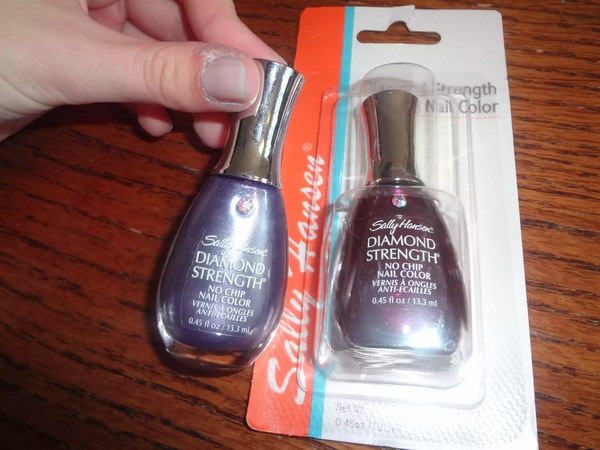 Sally Hansen
DIAMOND
STRENGTH®
NO CHIP
NAIL COLOR
VERNIS À ONGLES
ANTI-ÉCAILLES
0.45 fl oz / 13.3 ml
Strength
Nail Color
Sally Hansen®
Sally Hansen®
DIAMOND
STRENGTH®
NO CHIP
NAIL COLOR
VERNIS À ONGLES
ANTI-ÉCAILLES
0.45 fl oz / 13.3 ml